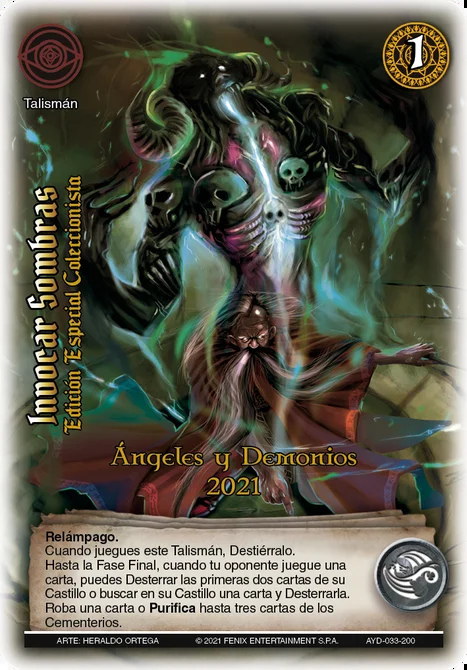 1
Talismán
Invocar Sombras
Edición Especial Coleccionista
Ángeles y Demonios
2021
Relámpago.
Cuando juegues este Talismán, Destiérralo.
Hasta la Fase Final, cuando tu oponente juegue una
carta, puedes Desterrar las primeras dos cartas de su
Castillo o buscar en su Castillo una carta y Desterrarla.
Roba una carta o Purifica hasta tres cartas de los
Cementerios.
ARTE: HERALDO ORTEGA © 2021 FENIX ENTERTAINMENT S.P.A. AYD-033-200